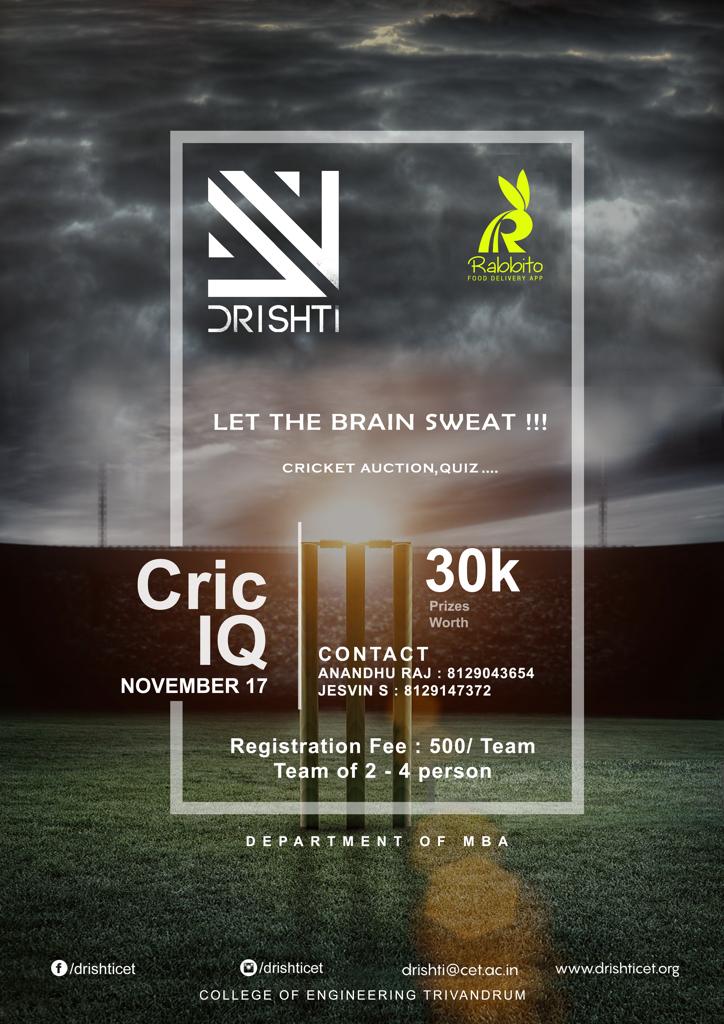 DRISHTI
Rabbito
FOOD DELIVERY APP
LET THE BRAIN SWEAT !!!
CRICKET AUCTION,QUIZ....
Cric
IQ
NOVEMBER 17
30k
Prizes
Worth
CONTACT
ANANDHU RAJ : 8129043654
JESVIN S : 8129147372
Registration Fee : 500/ Team
Team of 2 - 4 person
DEPARTMENT OF MBA
/drishticet
/drishticet
drishti@cet.ac.in
www.drishticet.org
COLLEGE OF ENGINEERING TRIVANDRUM